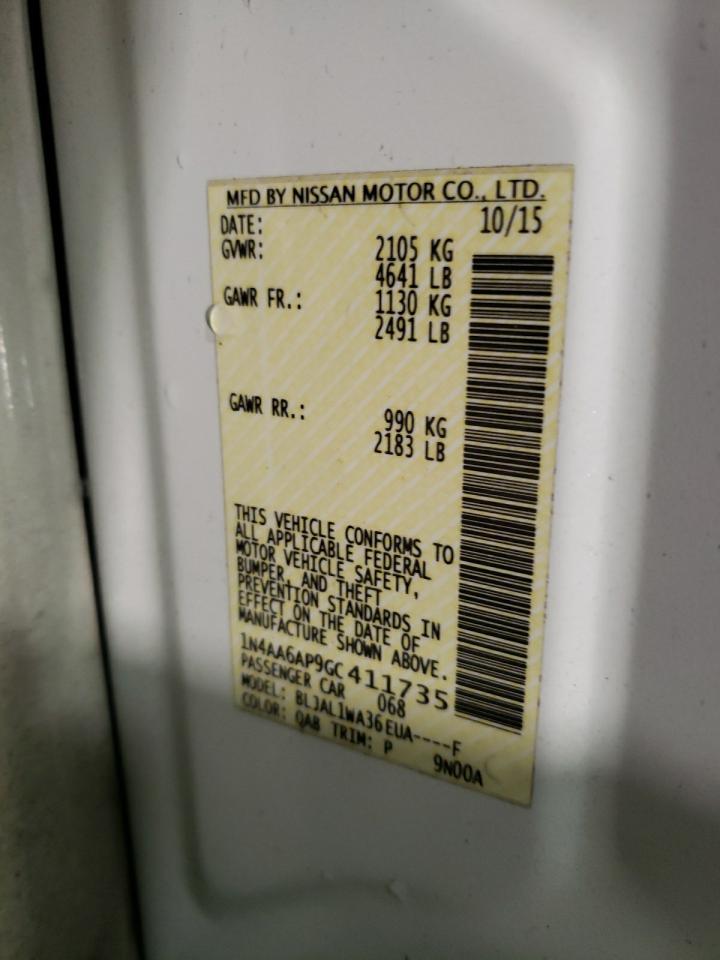 MFD BY NISSAN MOTOR CO., LTD.
DATE: 10/15
GVWR: 2105 KG
4641 LB
GAWR FR.: 1130 KG
2491 LB
GAWR RR.: 990 KG
2183 LB
THIS VEHICLE CONFORMS TO
ALL APPLICABLE FEDERAL
MOTOR VEHICLE SAFETY,
BUMPER, AND THEFT
PREVENTION STANDARDS IN
EFFECT ON THE DATE OF
MANUFACTURE SHOWN ABOVE.
1N4AA6AP9GC411735
PASSENGER CAR 068
MODEL: BLJAL1WA36EUA----F
COLOR: QAB TRIM: P 9N00A